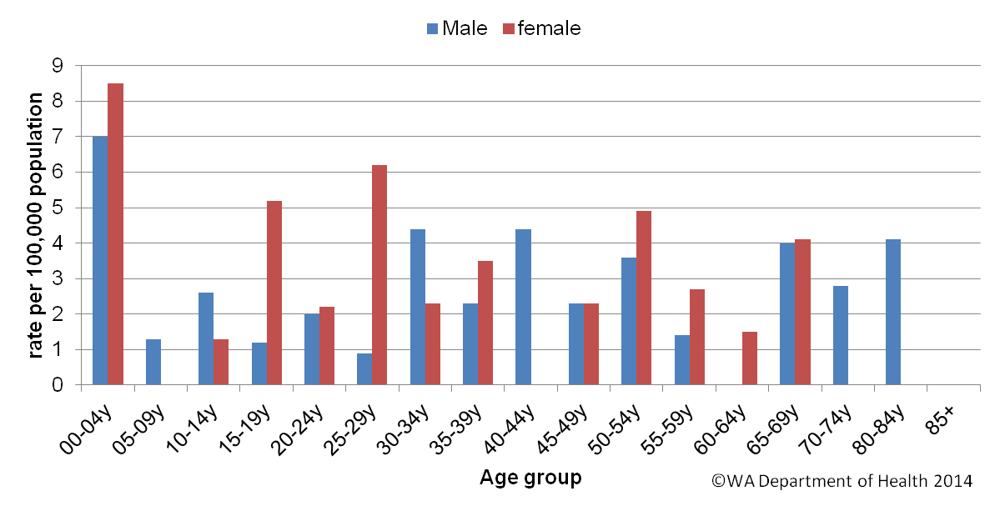 Male female
9
8
7
6
5
4
3
2
1
0
rate per 100,000 population
00-04y 05-09y 10-14y 15-19y 20-24y 25-29y 30-34y 35-39y 40-44y 45-49y 50-54y 55-59y 60-64y 65-69y 70-74y 80-84y 85+
Age group
©WA Department of Health 2014